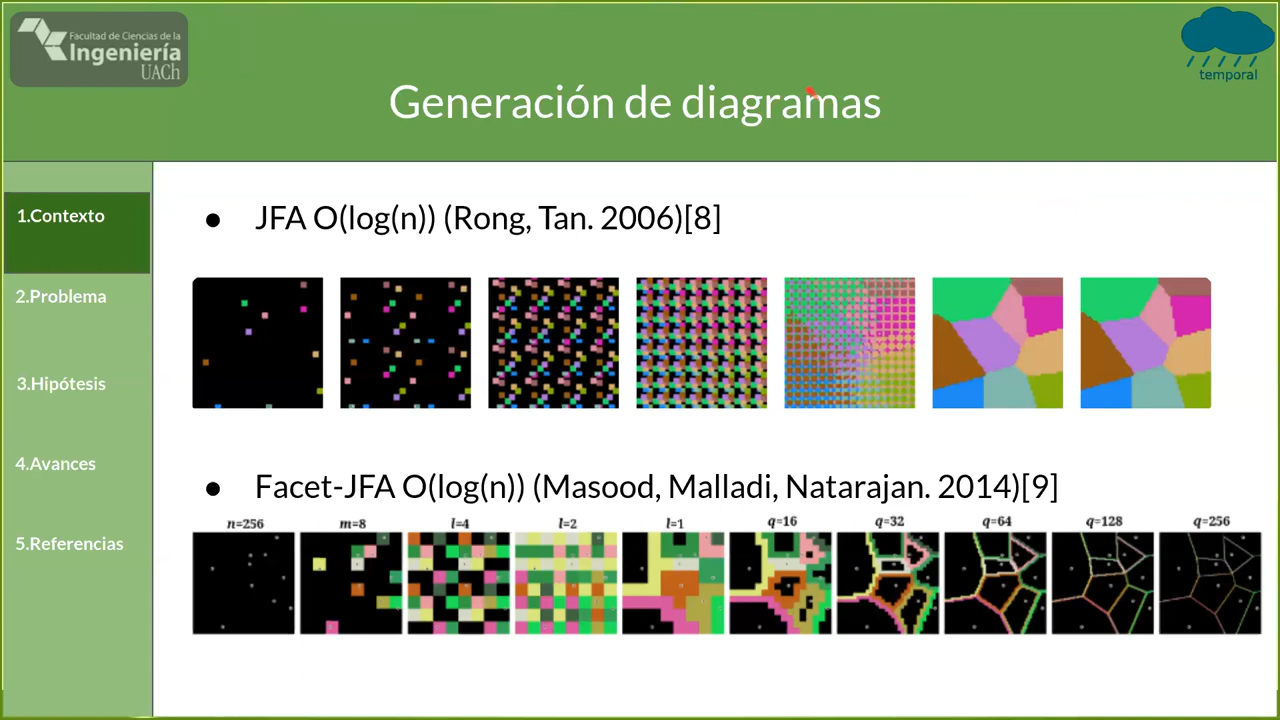 Facultad de Ciencias de la
Ingeniería
UACh
temporal
Generación de diagramas
1.Contexto
2.Problema
3.Hipótesis
4.Avances
5.Referencias
● JFA O(log(n)) (Rong, Tan. 2006)[8]
● Facet-JFA O(log(n)) (Masood, Malladi, Natarajan. 2014)[9]
n=256 m=8 l=4 l=2 l=1 q=16 q=32 q=64 q=128 q=256